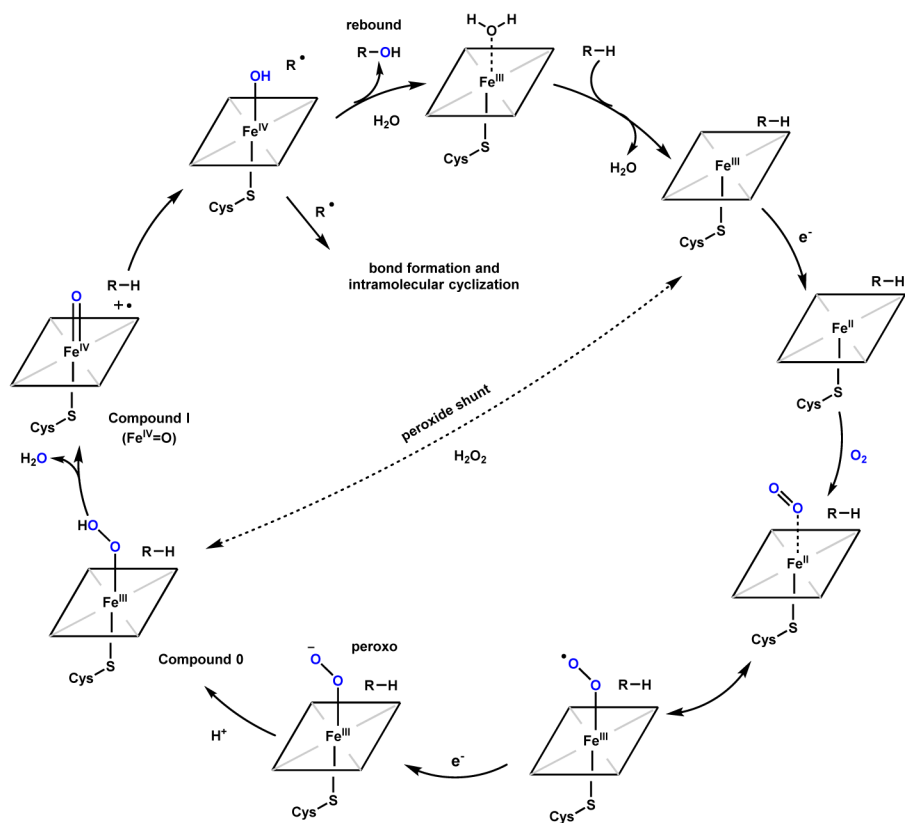 rebound
R–OH
H₂O
H H
O
Feᴵᴵᴵ
S
Cys
R–H
H₂O
OH
R•
Feᴵⱽ
S
Cys
R•
bond formation and
intramolecular cyclization
R–H
Feᴵᴵᴵ
S
Cys
e⁻
R–H
Feᴵᴵ
S
Cys
O₂
O
O
R–H
Feᴵᴵ
S
Cys
•
O
O
R–H
Feᴵᴵᴵ
S
Cys
e⁻
–
O
O
peroxo
R–H
Feᴵᴵᴵ
S
Cys
H⁺
Compound 0
HO
O
R–H
Feᴵᴵᴵ
S
Cys
H₂O
Compound I
(Feᴵⱽ=O)
O
R–H
+•
Feᴵⱽ
S
Cys
peroxide shunt
H₂O₂